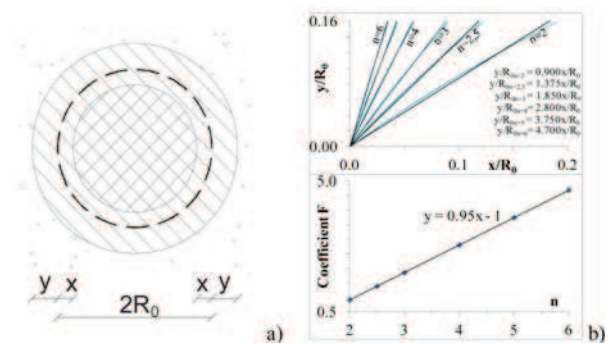 y x x y
2R₀
a)
0.16
y/R₀
0.00
n=6
n=4
n=3
n=2,5
n=2
y/R₀ₙ₌₂ = 0.900x/R₀
y/R₀ₙ₌₂,₅ = 1.375x/R₀
y/R₀ₙ₌₃ = 1.850x/R₀
y/R₀ₙ₌₄ = 2.800x/R₀
y/R₀ₙ₌₅ = 3.750x/R₀
y/R₀ₙ₌₆ = 4.700x/R₀
0.0 0.1 x/R₀ 0.2
5.0
Coefficient F
y = 0.95x - 1
n
0.5
2 3 4 5 6
b)